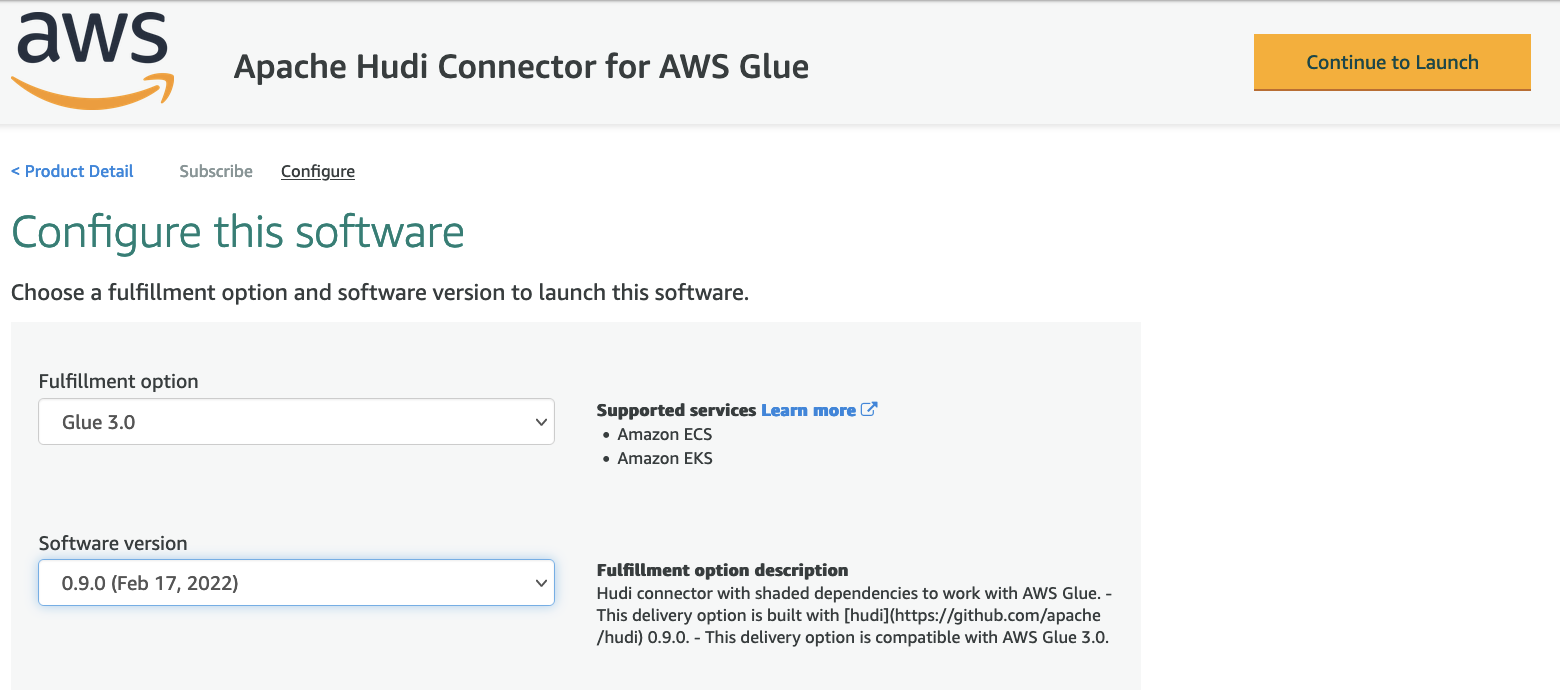 aws
Apache Hudi Connector for AWS Glue
Continue to Launch
< Product Detail
Subscribe
Configure
Configure this software
Choose a fulfillment option and software version to launch this software.
Fulfillment option
Glue 3.0
Supported services Learn more
• Amazon ECS
• Amazon EKS
Software version
0.9.0 (Feb 17, 2022)
Fulfillment option description
Hudi connector with shaded dependencies to work with AWS Glue. -
This delivery option is built with [hudi](https://github.com/apache
/hudi) 0.9.0. - This delivery option is compatible with AWS Glue 3.0.